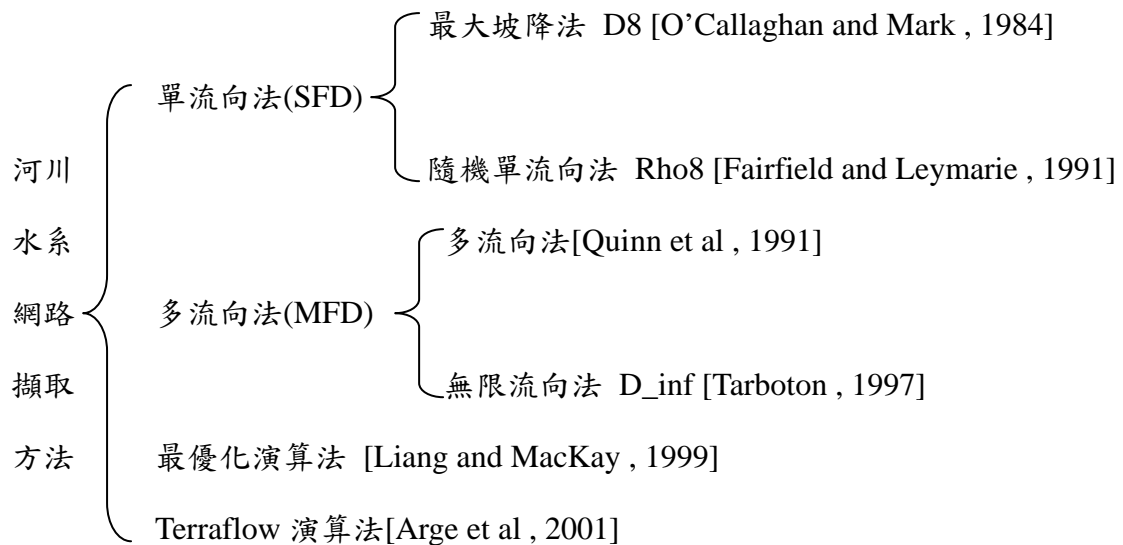 最大坡降法 D8 [O’Callaghan and Mark , 1984]
單流向法(SFD)
河川 隨機單流向法 Rho8 [Fairfield and Leymarie , 1991]
水系 多流向法[Quinn et al , 1991]
網路 多流向法(MFD)
擷取 無限流向法 D_inf [Tarboton , 1997]
方法 最優化演算法 [Liang and MacKay , 1999]
Terraflow 演算法[Arge et al , 2001]